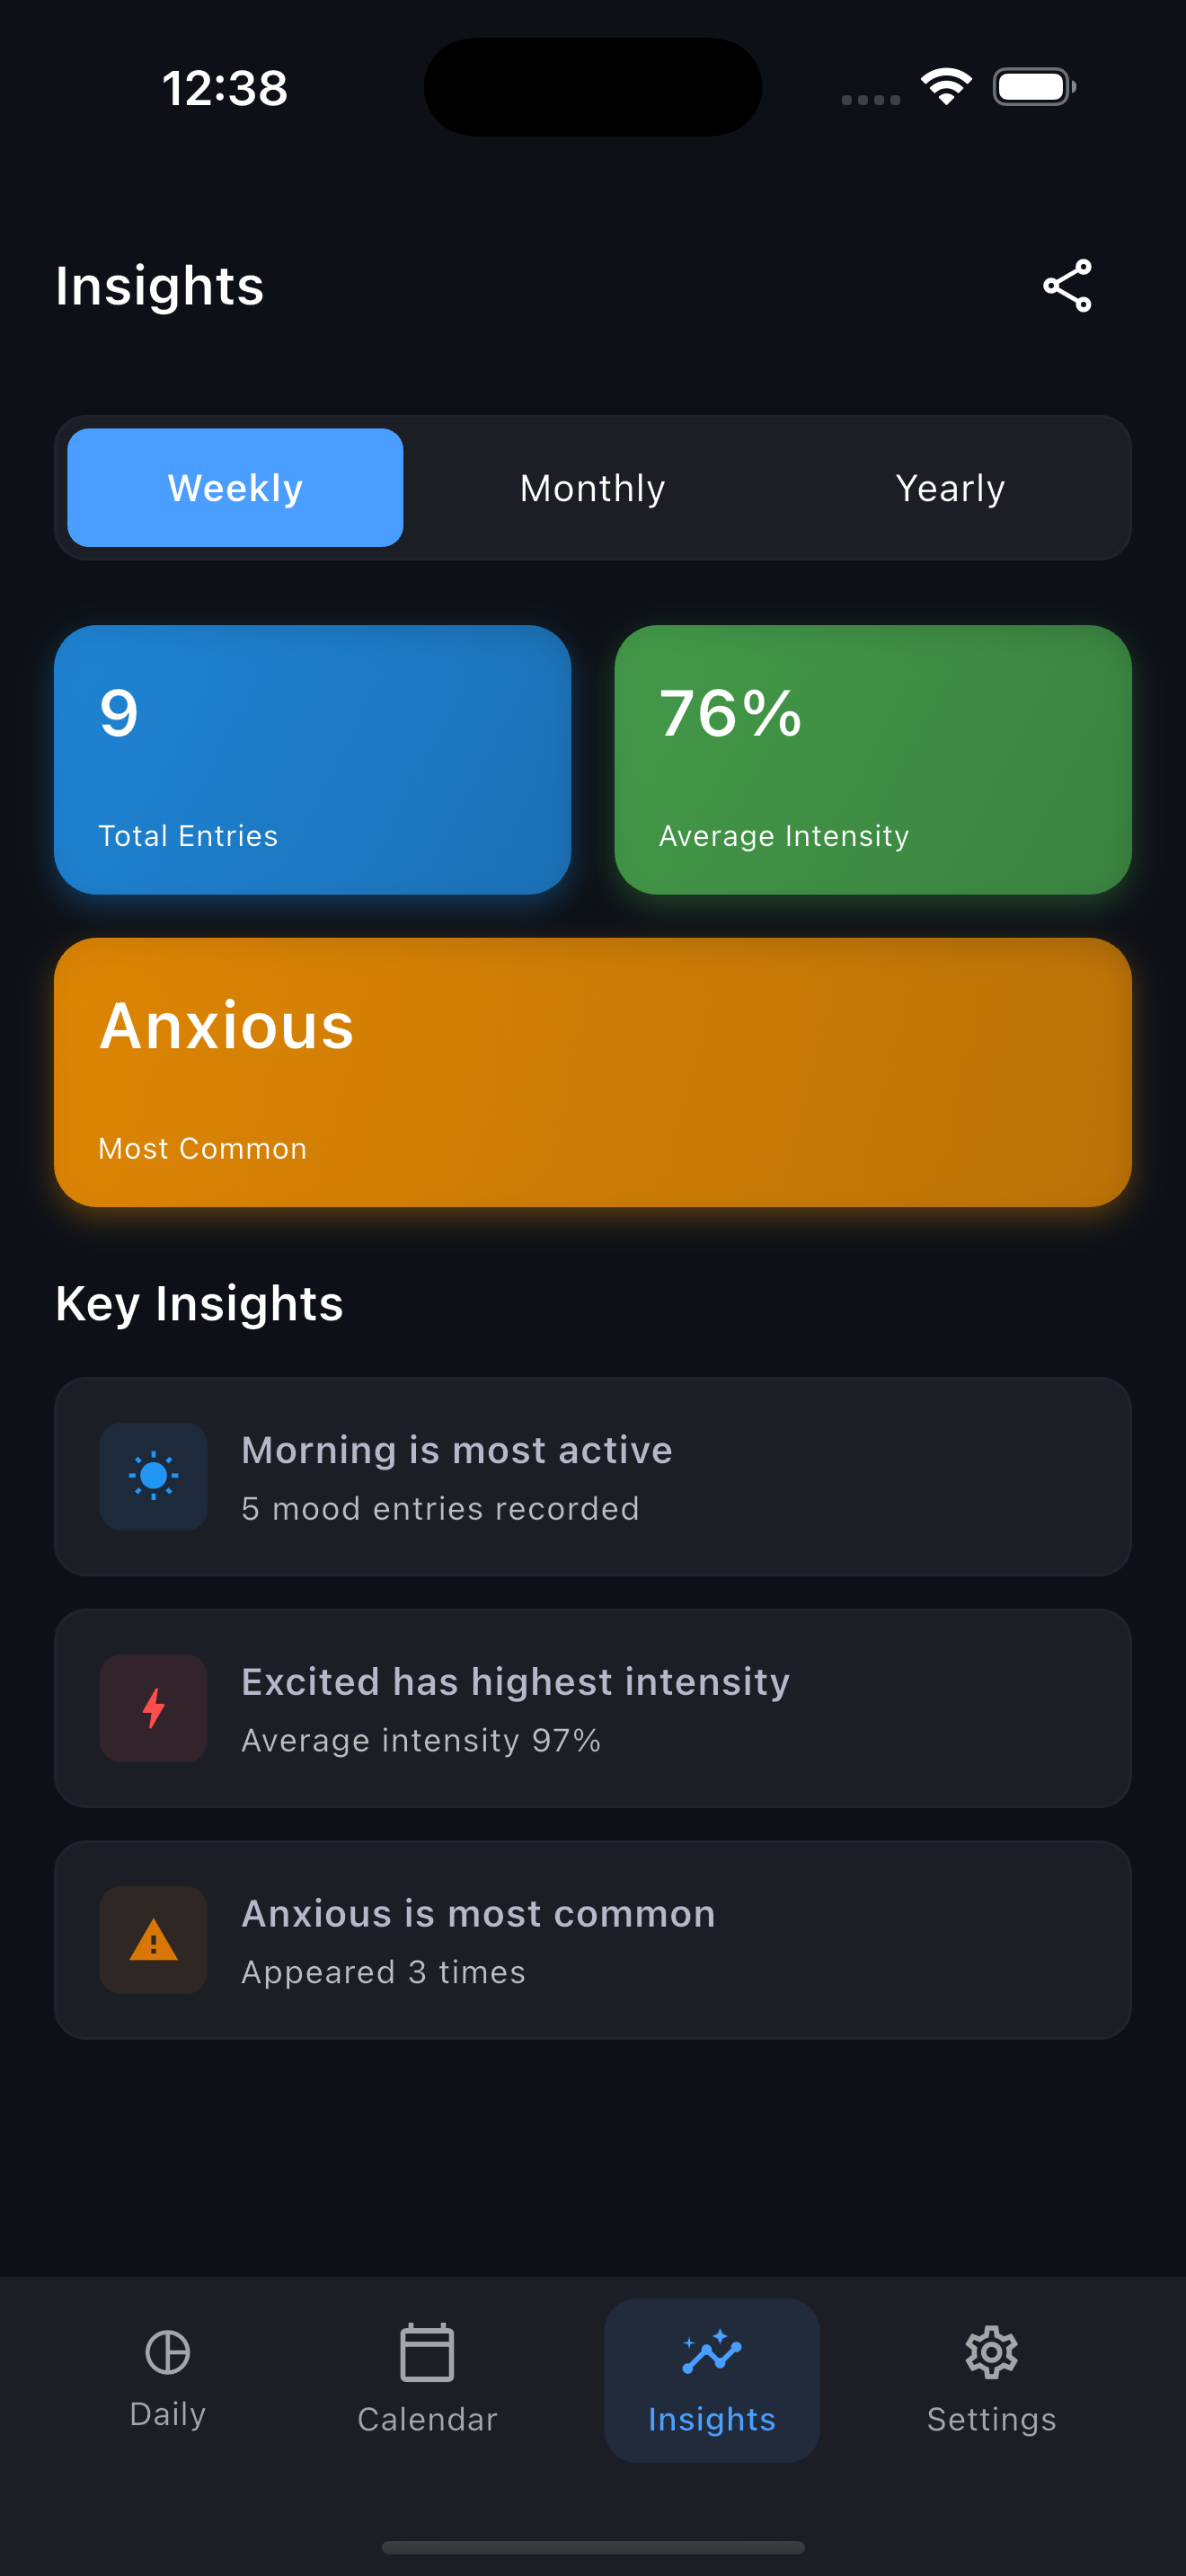 12:38
Insights
Weekly Monthly Yearly
9
Total Entries
76%
Average Intensity
Anxious
Most Common
Key Insights
Morning is most active
5 mood entries recorded
Excited has highest intensity
Average intensity 97%
Anxious is most common
Appeared 3 times
Daily Calendar Insights Settings